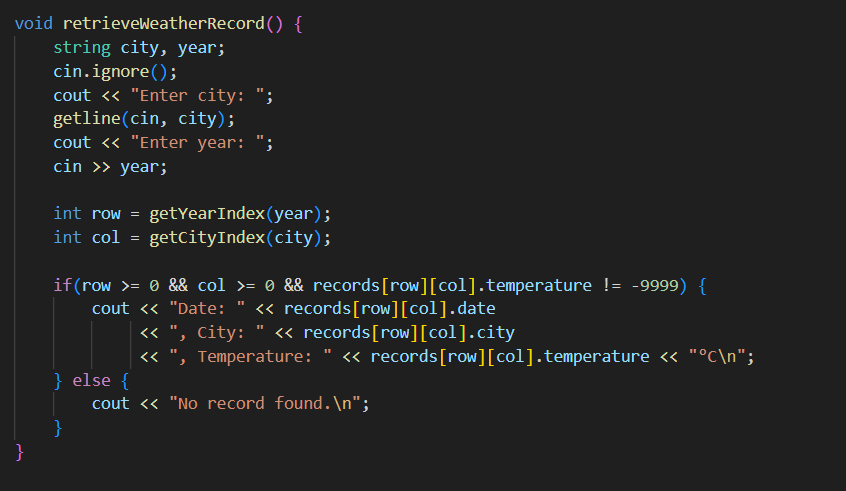 void retrieveWeatherRecord() {
    string city, year;
    cin.ignore();
    cout << "Enter city: ";
    getline(cin, city);
    cout << "Enter year: ";
    cin >> year;

    int row = getYearIndex(year);
    int col = getCityIndex(city);

    if(row >= 0 && col >= 0 && records[row][col].temperature != -9999) {
        cout << "Date: " << records[row][col].date
             << ", City: " << records[row][col].city
             << ", Temperature: " << records[row][col].temperature << "°C\n";
    } else {
        cout << "No record found.\n";
    }
}